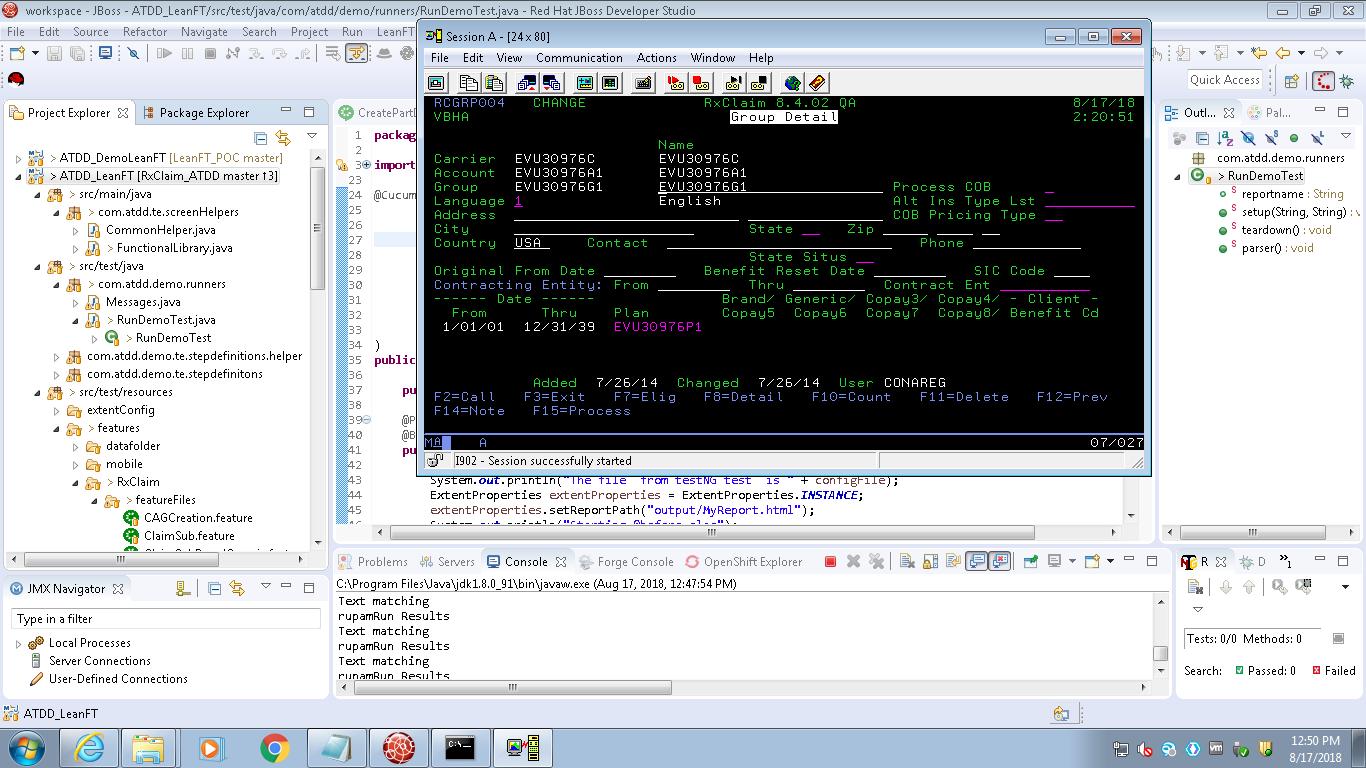 workspace - JBoss - ATDD_LeanFT/src/test/java/com/atdd/demo/runners/RunDemoTest.java - Red Hat JBoss Developer Studio
File Edit Source Refactor Navigate Search Project Run LeanFT
Quick Access
Project Explorer
Package Explorer
> ATDD_DemoLeanFT [LeanFT_POC master]
> ATDD_LeanFT [RxClaim_ATDD master ↑3]
> src/main/java
> com.atdd.te.screenHelpers
CommonHelper.java
> FunctionalLibrary.java
> src/test/java
> com.atdd.demo.runners
Messages.java
> RunDemoTest.java
> RunDemoTest
com.atdd.demo.te.stepdefinitions.helper
com.atdd.demo.te.stepdefinitons
> src/test/resources
extentConfig
> features
datafolder
mobile
> RxClaim
> featureFiles
CAGCreation.feature
ClaimSub.feature
JMX Navigator
Type in a filter
Local Processes
Server Connections
User-Defined Connections
ATDD_LeanFT
CreatePartD
1 packag
2
3 import
23
24 @Cucum
25
26
27
28
29
30
31
32
33
34 )
35 public
36
37 pu
38
39 @P
40 @B
41 pu
42
43 System.out.println("The file from testNG test is " + configFile);
44 ExtentProperties extentProperties = ExtentProperties.INSTANCE;
45 extentProperties.setReportPath("output/MyReport.html");
46
Session A - [24 x 80]
File Edit View Communication Actions Window Help
RCGRP004 CHANGE RxClaim 8.4.02 QA 8/17/18
VBHA Group Detail 2:20:51
Name
Carrier EVU30976C EVU30976C
Account EVU30976A1 EVU30976A1
Group EVU30976G1 EVU30976G1 Process COB _
Language 1 English Alt Ins Type Lst
Address COB Pricing Type
City State Zip
Country USA Contact Phone
State Situs
Original From Date Benefit Reset Date SIC Code
Contracting Entity: From Thru Contract Ent
------ Date ------ Brand/ Generic/ Copay3/ Copay4/ - Client -
From Thru Plan Copay5 Copay6 Copay7 Copay8/ Benefit Cd
1/01/01 12/31/39 EVU30976P1
Added 7/26/14 Changed 7/26/14 User CONAREG
F2=Call F3=Exit F7=Elig F8=Detail F10=Count F11=Delete F12=Prev
F14=Note F15=Process
MA A 07/027
I902 - Session successfully started
Problems Servers Console Forge Console OpenShift Explorer
C:\Program Files\Java\jdk1.8.0_91\bin\javaw.exe (Aug 17, 2018, 12:47:54 PM)
Text matching
rupamRun Results
Text matching
rupamRun Results
Text matching
rupamRun Results
Outl... Pal...
com.atdd.demo.runners
> RunDemoTest
reportname : String
setup(String, String) : v
teardown() : void
parser() : void
R D »1
Tests: 0/0 Methods: 0
Search: Passed: 0 Failed
12:50 PM
8/17/2018